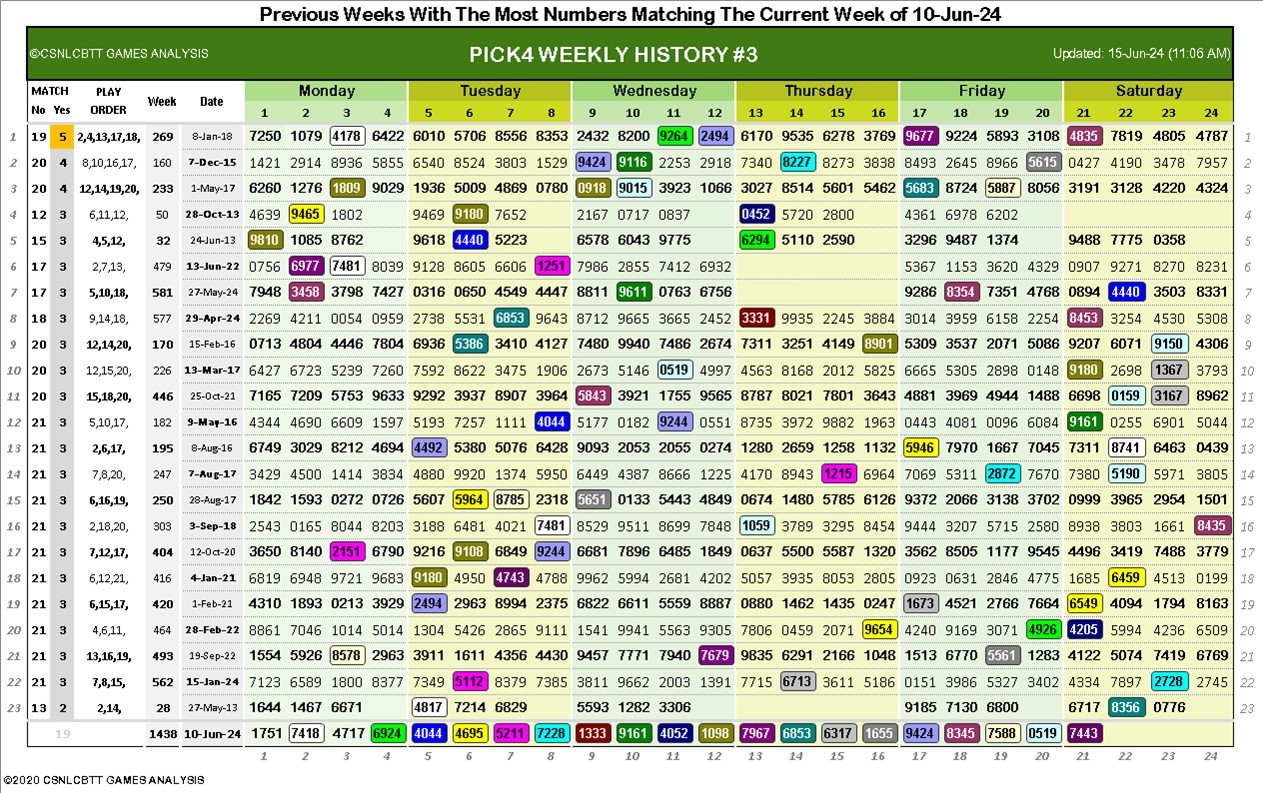 Previous Weeks With The Most Numbers Matching The Current Week of 10-Jun-24
©CSNLCBTT GAMES ANALYSIS PICK4 WEEKLY HISTORY #3 Updated: 15-Jun-24 (11:06 AM)
MATCH PLAY Week Date Monday Tuesday Wednesday Thursday Friday Saturday
No Yes ORDER 1 2 3 4 5 6 7 8 9 10 11 12 13 14 15 16 17 18 19 20 21 22 23 24
1 19 5 2,4,13,17,18, 269 8-Jan-18 7250 1079 4178 6422 6010 5706 8556 8353 2432 8200 9264 2494 6170 9535 6278 3769 9677 9224 5893 3108 4835 7819 4805 4787 1
2 20 4 8,10,16,17, 160 7-Dec-15 1421 2914 8936 5855 6540 8524 3803 1529 9424 9116 2253 2918 7340 8227 8273 3838 8493 2645 8966 5615 0427 4190 3478 7957 2
3 20 4 12,14,19,20, 233 1-May-17 6260 1276 1809 9029 1936 5009 4869 0780 0918 9015 3923 1066 3027 8514 5601 5462 5683 8724 5887 8056 3191 3128 4220 4324 3
4 12 3 6,11,12, 50 28-Oct-13 4639 9465 1802 9469 9180 7652 2167 0717 0837 0452 5720 2800 4361 6978 6202 4
5 15 3 4,5,12, 32 24-Jun-13 9810 1085 8762 9618 4440 5223 6578 6043 9775 6294 5110 2590 3296 9487 1374 9488 7775 0358 5
6 17 3 2,7,13, 479 13-Jun-22 0756 6977 7481 8039 9128 8605 6606 1251 7986 2855 7412 6932 5367 1153 3620 4329 0907 9271 8270 8231 6
7 17 3 5,10,18, 581 27-May-24 7948 3458 3798 7427 0316 0650 4549 4447 8811 9611 0763 6756 9286 8354 7351 4768 0894 4440 3503 8331 7
8 18 3 9,14,18, 577 29-Apr-24 2269 4211 0054 0959 2738 5531 6853 9643 8712 9665 3665 2452 3331 9935 2245 3884 3014 3959 6158 2254 8453 3254 4530 5308 8
9 20 3 12,14,20, 170 15-Feb-16 0713 4804 4446 7804 6936 5386 3410 4127 7480 9940 7486 2674 7311 3251 4149 8901 5309 3537 2071 5086 9207 6071 9150 4306 9
10 20 3 12,15,20, 226 13-Mar-17 6427 6723 5239 7260 7592 8622 3475 1906 2673 5146 0519 4997 4563 8168 2012 5825 6665 5305 2898 0148 9180 2698 1367 3793 10
11 20 3 15,18,20, 446 25-Oct-21 7165 7209 5753 9633 9292 3937 8907 3964 5843 3921 1755 9565 8787 8021 7801 3643 4881 3969 4944 1488 6698 0159 3167 8962 11
12 21 3 5,10,17, 182 9-May-16 4344 4690 6609 1597 5193 7257 1111 4044 5177 0182 9244 0551 8735 3972 9882 1963 0443 4081 0096 6084 9161 0255 6901 5044 12
13 21 3 2,6,17, 195 8-Aug-16 6749 3029 8212 4694 4492 5380 5076 6428 9093 2053 2055 0274 1280 2659 1258 1132 5946 7970 1667 7045 7311 8741 6463 0439 13
14 21 3 7,8,20, 247 7-Aug-17 3429 4500 1414 3834 4880 9920 1374 5950 6449 4387 8666 1225 4170 8943 1215 6964 7069 5311 2872 7670 7380 5190 5971 3805 14
15 21 3 6,16,19, 250 28-Aug-17 1842 1593 0272 0726 5607 5964 8785 2318 5651 0133 5443 4849 0674 1480 5785 6126 9372 2066 3138 3702 0999 3965 2954 1501 15
16 21 3 2,18,20, 303 3-Sep-18 2543 0165 8044 8203 3188 6481 4021 7481 8529 9511 8699 7848 1059 3789 3295 8454 9444 3207 5715 2580 8938 3803 1661 8435 16
17 21 3 7,12,17, 404 12-Oct-20 3650 8140 2151 6790 9216 9108 6849 9244 6681 7896 6485 1849 0637 5500 5587 1320 3562 8505 1177 9545 4496 3419 7488 3779 17
18 21 3 6,12,21, 416 4-Jan-21 6819 6948 9721 9683 9180 4950 4743 4788 9962 5994 2681 4202 5057 3935 8053 2805 0923 0631 2846 4775 1685 6459 4513 0199 18
19 21 3 6,15,17, 420 1-Feb-21 4310 1893 0213 3929 2494 2963 8994 2375 6822 6611 5559 8887 0880 1462 1435 0247 1673 4521 2766 7664 6549 4094 1794 8163 19
20 21 3 4,6,11, 464 28-Feb-22 8861 7046 1014 5014 1304 5426 2865 9111 1541 9941 5563 9305 7806 0459 2071 9654 4240 9169 3071 4926 4205 5994 4236 6509 20
21 21 3 13,16,19, 493 19-Sep-22 1554 5926 8578 2963 3911 1611 4356 4430 9457 7771 7940 7679 9835 6291 2166 1048 1513 6770 5561 1283 4122 5074 7419 6769 21
22 21 3 7,8,15, 562 15-Jan-24 7123 6589 1800 8377 7349 5112 8379 7385 3811 9662 2003 1391 7715 6713 3611 5186 0151 3986 5327 3402 4334 7897 2728 2745 22
23 13 2 2,14, 28 27-May-13 1644 1467 6671 4817 7214 6829 5593 1282 3306 9185 7130 6800 6717 8356 0776 23
19 1438 10-Jun-24 1751 7418 4717 6924 4044 4695 5211 7228 1333 9161 4052 1098 7967 6853 6317 1655 9424 8345 7588 0519 7443
1 2 3 4 5 6 7 8 9 10 11 12 13 14 15 16 17 18 19 20 21 22 23 24
©2020 CSNLCBTT GAMES ANALYSIS